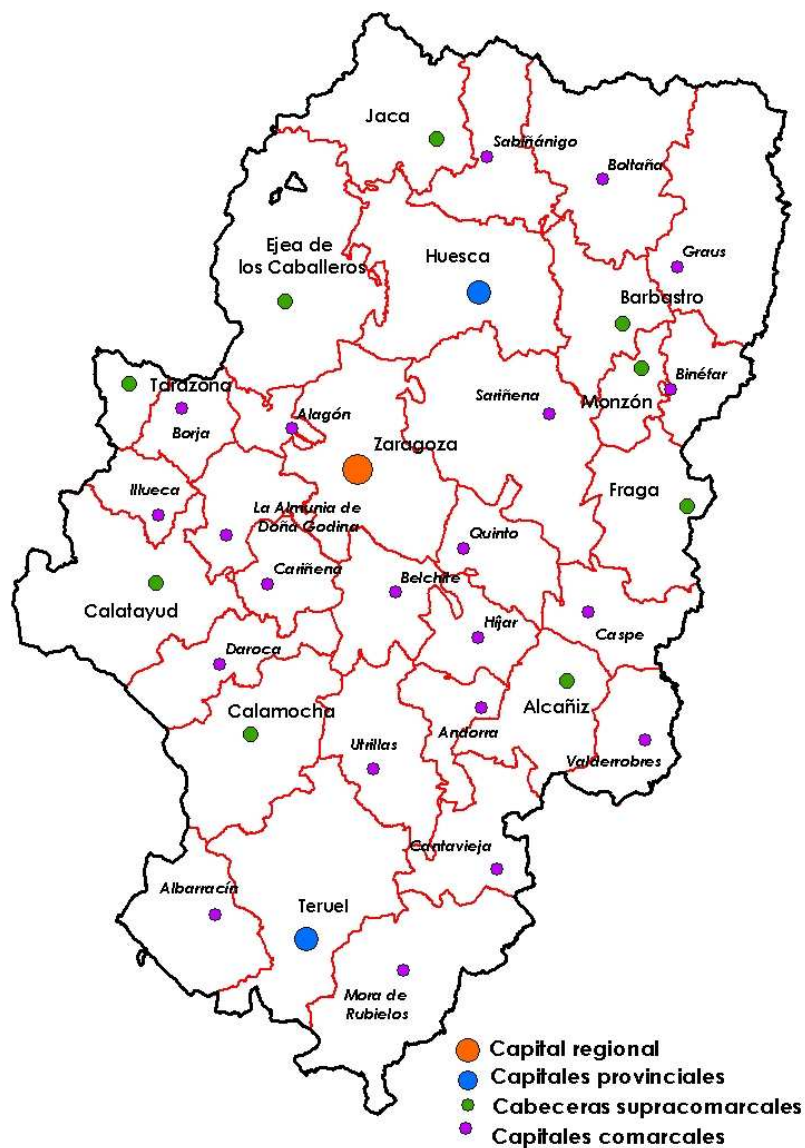 Jaca
Sabiñánigo
Boltaña
Ejea de
los Caballeros
Huesca
Graus
Barbastro
Tarazona
Borja
Alagón
Sariñena
Monzón
Binéfar
Zaragoza
Illueca
La Almunia de
Doña Godina
Fraga
Quinto
Cariñena
Belchite
Calatayud
Híjar
Caspe
Daroca
Calamocha
Alcañiz
Andorra
Utrillas
Valderrobres
Cantavieja
Albarracín
Teruel
Mora de
Rubielos
Capital regional
Capitales provinciales
Cabeceras supracomarcales
Capitales comarcales